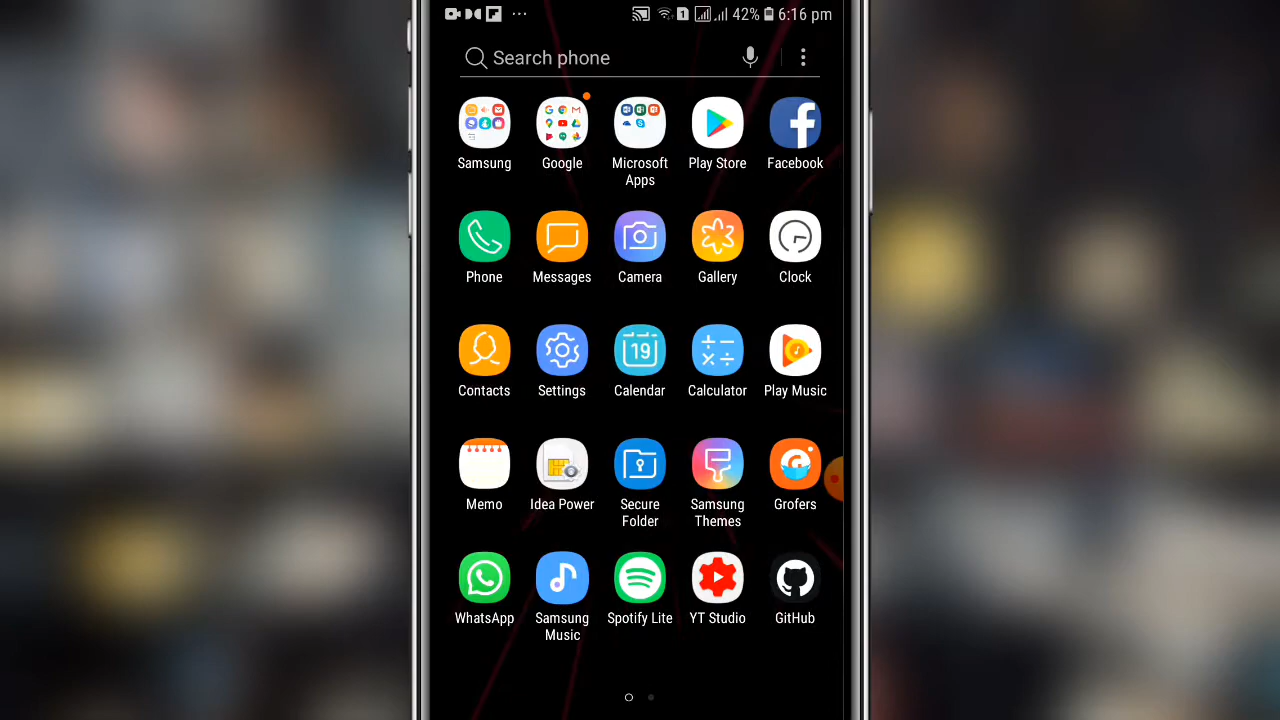 1 42% 6:16 pm
Search phone
Samsung Google Microsoft Apps Play Store Facebook
Phone Messages Camera Gallery Clock
19
Contacts Settings Calendar Calculator Play Music
Memo Idea Power Secure Folder Samsung Themes Grofers
WhatsApp Samsung Music Spotify Lite YT Studio GitHub